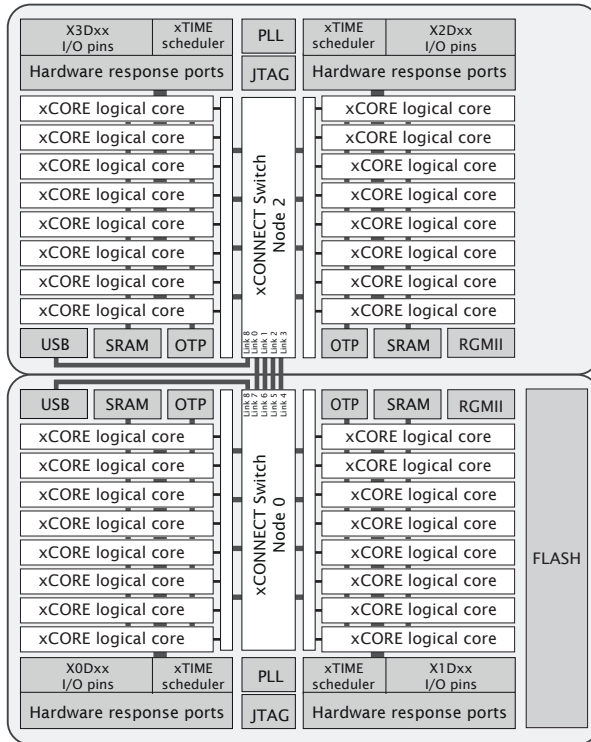 X3Dxx
I/O pins
xTIME
scheduler
PLL
xTIME
scheduler
X2Dxx
I/O pins
Hardware response ports
JTAG
Hardware response ports
xCORE logical core
xCORE logical core
xCORE logical core
xCORE logical core
xCORE logical core
xCORE logical core
xCORE logical core
xCORE logical core
xCONNECT Switch
Node 2
xCORE logical core
xCORE logical core
xCORE logical core
xCORE logical core
xCORE logical core
xCORE logical core
xCORE logical core
xCORE logical core
USB
SRAM
OTP
Link 8
Link 0
Link 1
Link 2
Link 3
OTP
SRAM
RGMII
USB
SRAM
OTP
Link 8
Link 7
Link 6
Link 5
Link 4
OTP
SRAM
RGMII
xCORE logical core
xCORE logical core
xCORE logical core
xCORE logical core
xCORE logical core
xCORE logical core
xCORE logical core
xCORE logical core
xCONNECT Switch
Node 0
xCORE logical core
xCORE logical core
xCORE logical core
xCORE logical core
xCORE logical core
xCORE logical core
xCORE logical core
xCORE logical core
FLASH
X0Dxx
I/O pins
xTIME
scheduler
PLL
xTIME
scheduler
X1Dxx
I/O pins
Hardware response ports
JTAG
Hardware response ports